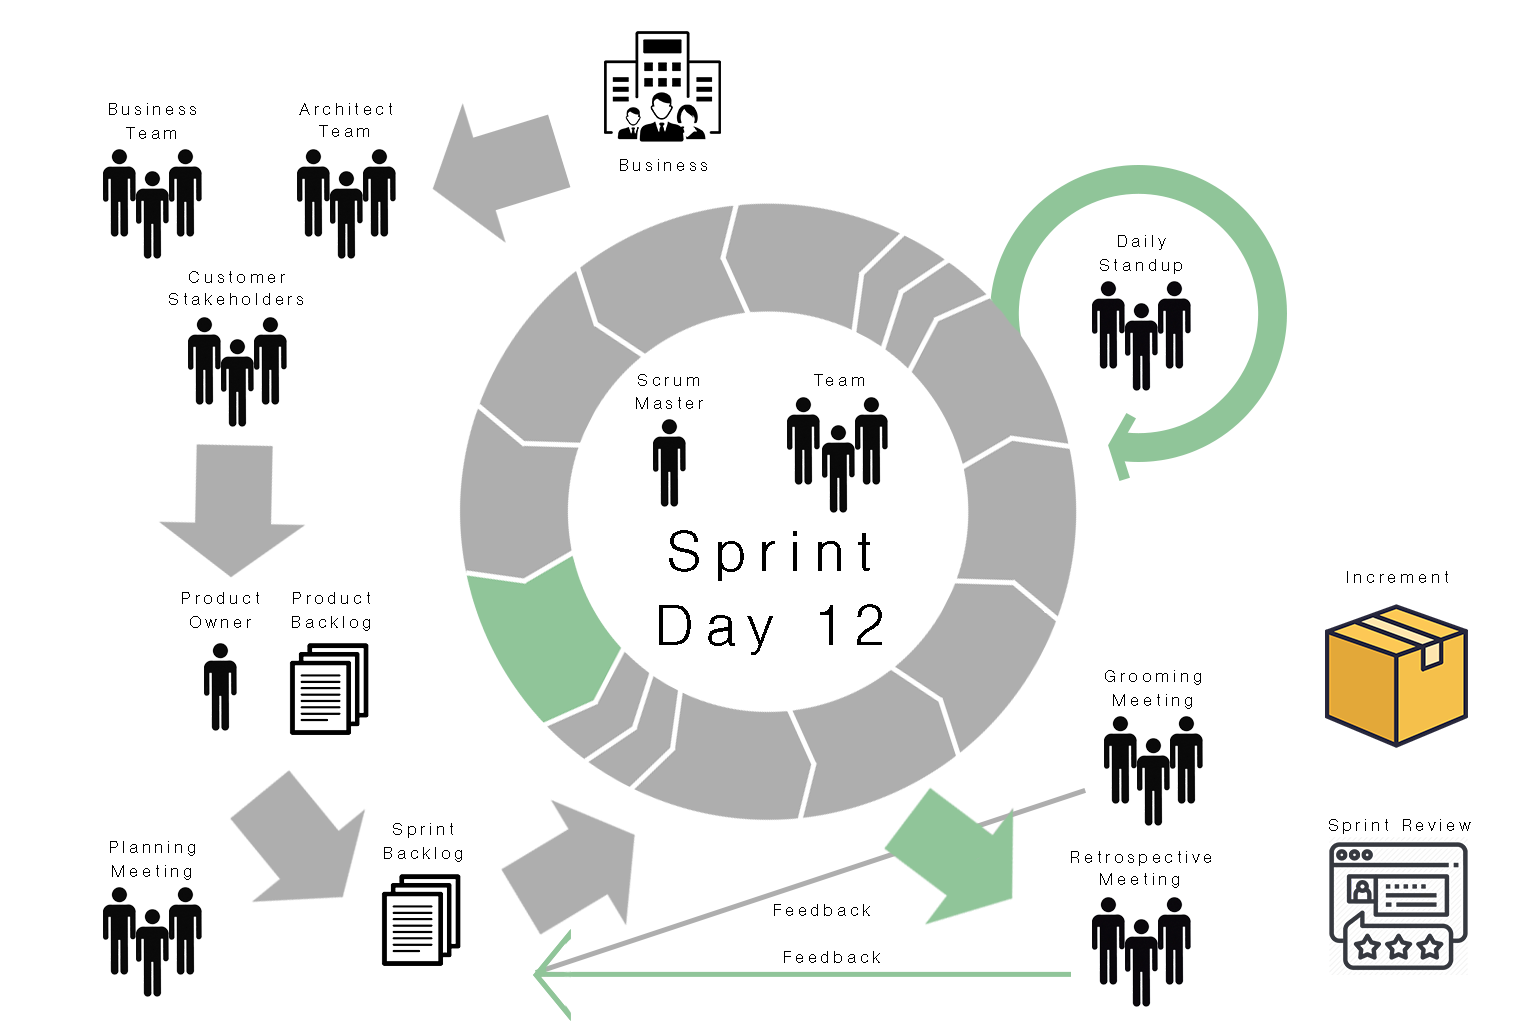 Business
Business
Team
Architect
Team
Customer
Stakeholders
Daily
Standup
Scrum
Master
Team
Sprint
Day 12
Product
Owner
Product
Backlog
Increment
Grooming
Meeting
Planning
Meeting
Sprint
Backlog
Sprint Review
Retrospective
Meeting
Feedback
Feedback